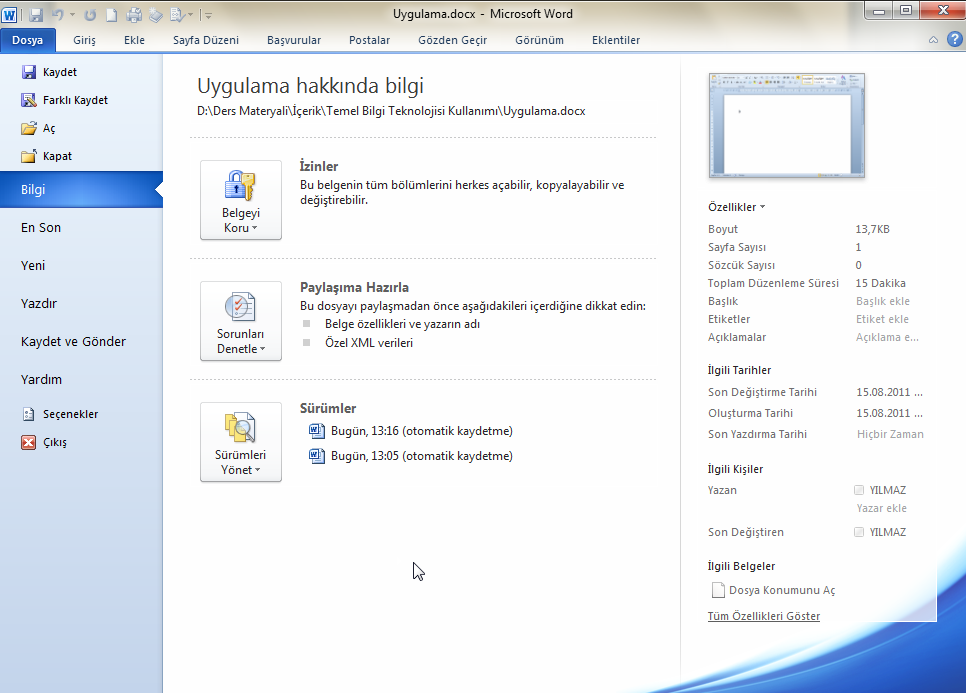 Uygulama.docx - Microsoft Word
Dosya Giriş Ekle Sayfa Düzeni Başvurular Postalar Gözden Geçir Görünüm Eklentiler
Kaydet
Farklı Kaydet
Aç
Kapat
Bilgi
En Son
Yeni
Yazdır
Kaydet ve Gönder
Yardım
Seçenekler
Çıkış
Uygulama hakkında bilgi
D:\Ders Materyali\İçerik\Temel Bilgi Teknolojisi Kullanımı\Uygulama.docx
Belgeyi
Koru
İzinler
Bu belgenin tüm bölümlerini herkes açabilir, kopyalayabilir ve
değiştirebilir.
Sorunları
Denetle
Paylaşıma Hazırla
Bu dosyayı paylaşmadan önce aşağıdakileri içerdiğine dikkat edin:
Belge özellikleri ve yazarın adı
Özel XML verileri
Sürümleri
Yönet
Sürümler
Bugün, 13:16 (otomatik kaydetme)
Bugün, 13:05 (otomatik kaydetme)
Özellikler
Boyut 13,7KB
Sayfa Sayısı 1
Sözcük Sayısı 0
Toplam Düzenleme Süresi 15 Dakika
Başlık Başlık ekle
Etiketler Etiket ekle
Açıklamalar Açıklama e...
İlgili Tarihler
Son Değiştirme Tarihi 15.08.2011 ...
Oluşturma Tarihi 15.08.2011 ...
Son Yazdırma Tarihi Hiçbir Zaman
İlgili Kişiler
Yazan YILMAZ
Yazar ekle
Son Değiştiren YILMAZ
İlgili Belgeler
Dosya Konumunu Aç
Tüm Özellikleri Göster